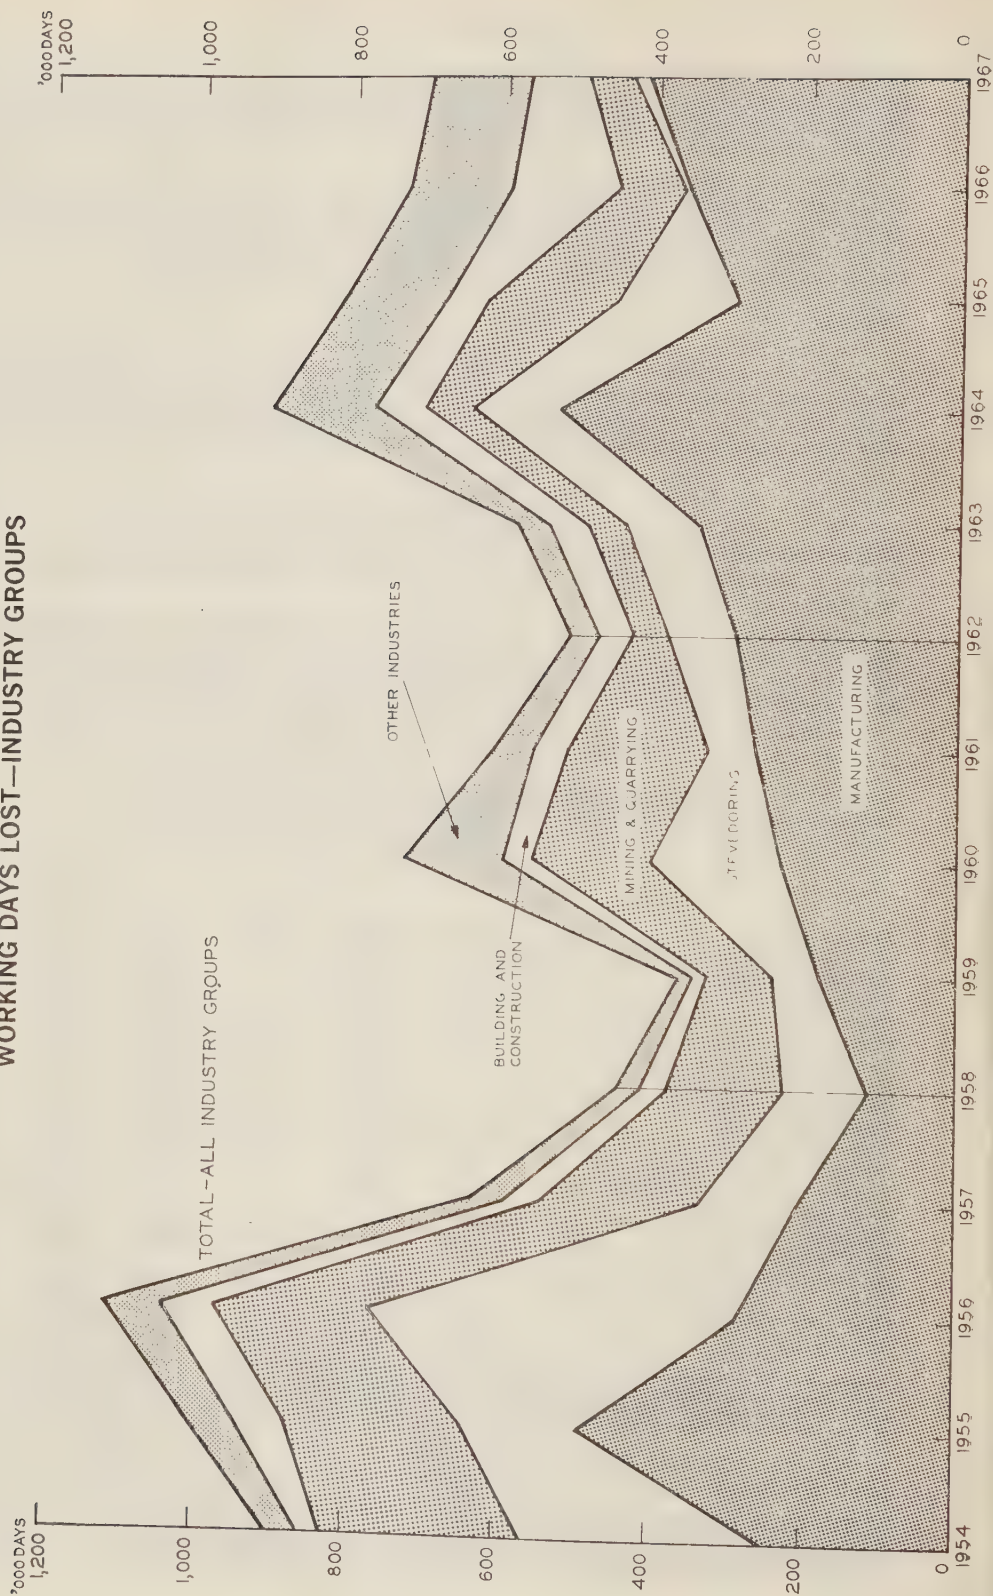 WORKING DAYS LOST—INDUSTRY GROUPS
'000 DAYS
1,200
1,000
800
600
400
200
0
'000 DAYS
1,200
1,000
800
600
400
200
0
TOTAL—ALL INDUSTRY GROUPS
OTHER INDUSTRIES
BUILDING AND
CONSTRUCTION
MINING & QUARRYING
STEVEDORING
MANUFACTURING
1954
1955
1956
1957
1958
1959
1960
1961
1962
1963
1964
1965
1966
1967